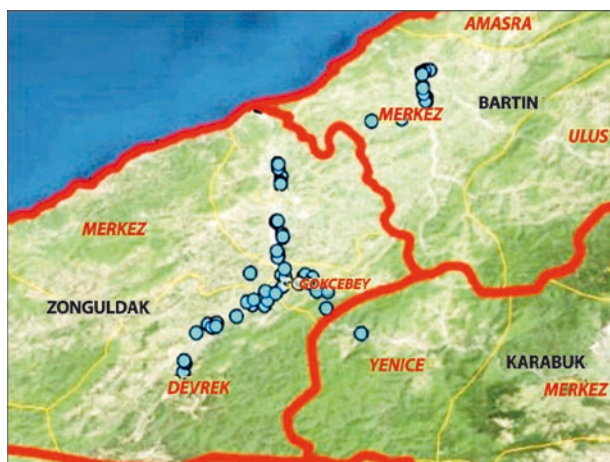 AMASRA
BARTIN
MERKEZ
ULUS
MERKEZ
GOKCEBEY
ZONGULDAK
YENICE
KARABUK
DEVREK
MERKEZ